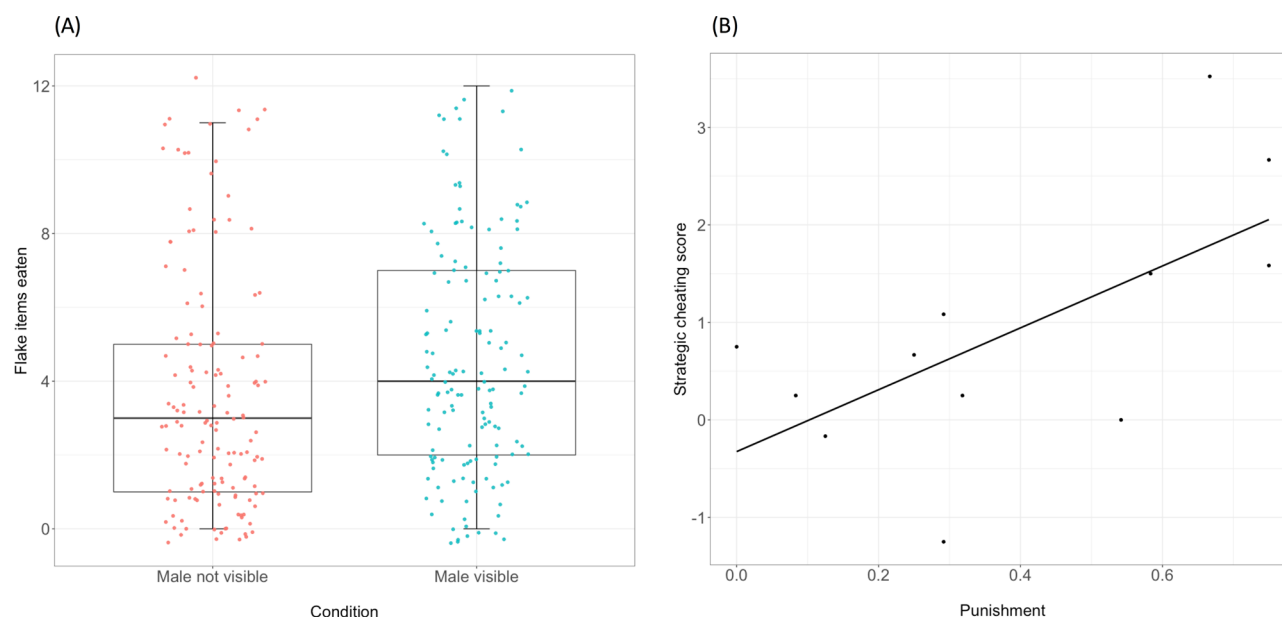 (A)
12
8
4
0
Flake items eaten
Male not visible
Male visible
Condition
(B)
3
2
1
0
-1
Strategic cheating score
0.0
0.2
0.4
0.6
Punishment